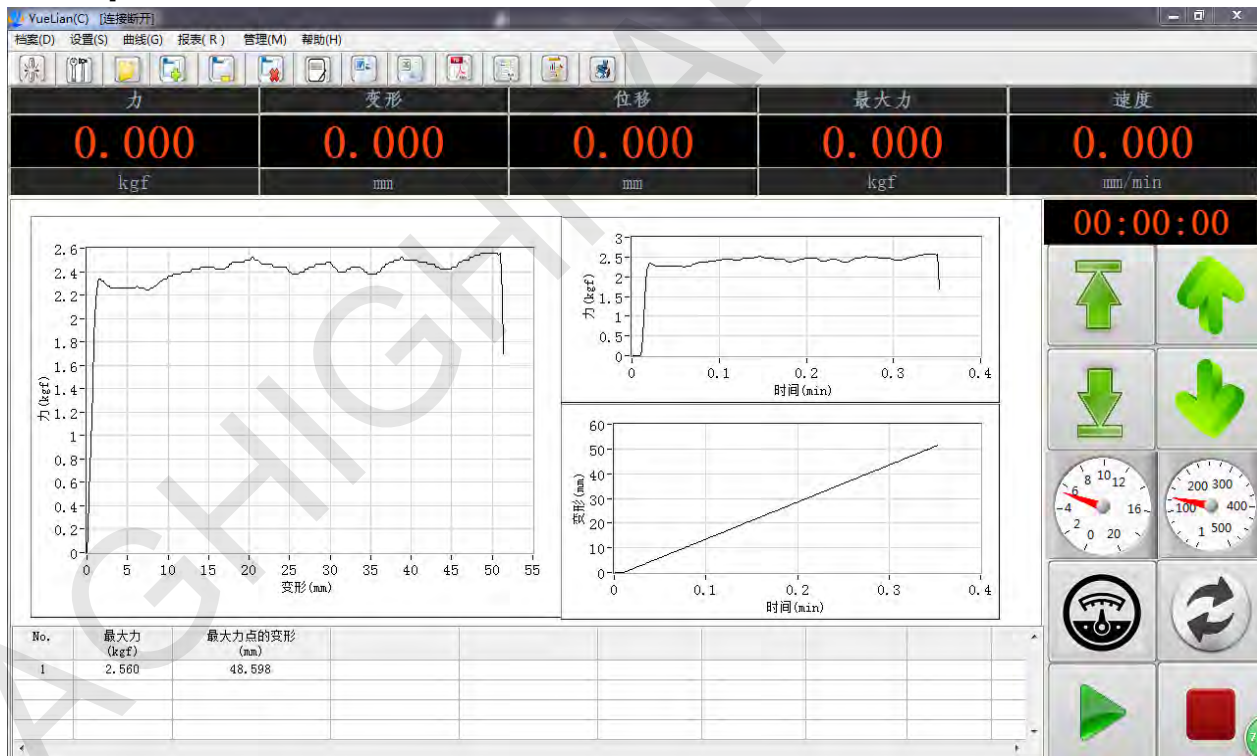 VueLian(C) [连接断开]
档案(D) 设置(S) 曲线(G) 报表( R ) 管理(M) 帮助(H)
力 变形 位移 最大力 速度
0.000 0.000 0.000 0.000 0.000
kgf mm mm kgf mm/min
00:00:00
2.6
2.4
2.2
2
1.8
1.6
1.4
1.2
1
0.8
0.6
0.4
0.2
0
力(kgf)
0 5 10 15 20 25 30 35 40 45 50 55
变形(mm)
3
2.5
2
1.5
1
0.5
0
力(kgf)
0 0.1 0.2 0.3 0.4
时间(min)
60
50
40
30
20
10
0
变形(mm)
0 0.1 0.2 0.3 0.4
时间(min)
0 2 4 6 8 10 12 16 20
1 100 200 300 400 500
No. 最大力 最大力点的变形
(kgf) (mm)
1 2.560 48.598
AGHIGHIAR